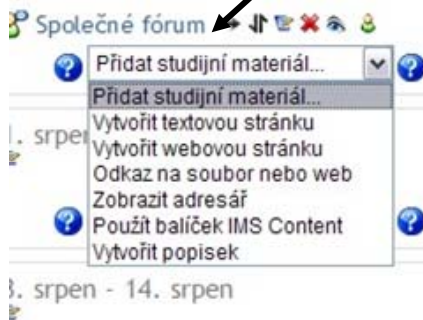 Společné fórum
Přidat studijní materiál...
Přidat studijní materiál...
. srpen
Vytvořit textovou stránku
Vytvořit webovou stránku
Odkaz na soubor nebo web
Zobrazit adresář
Použít balíček IMS Content
Vytvořit popisek
. srpen - 14. srpen